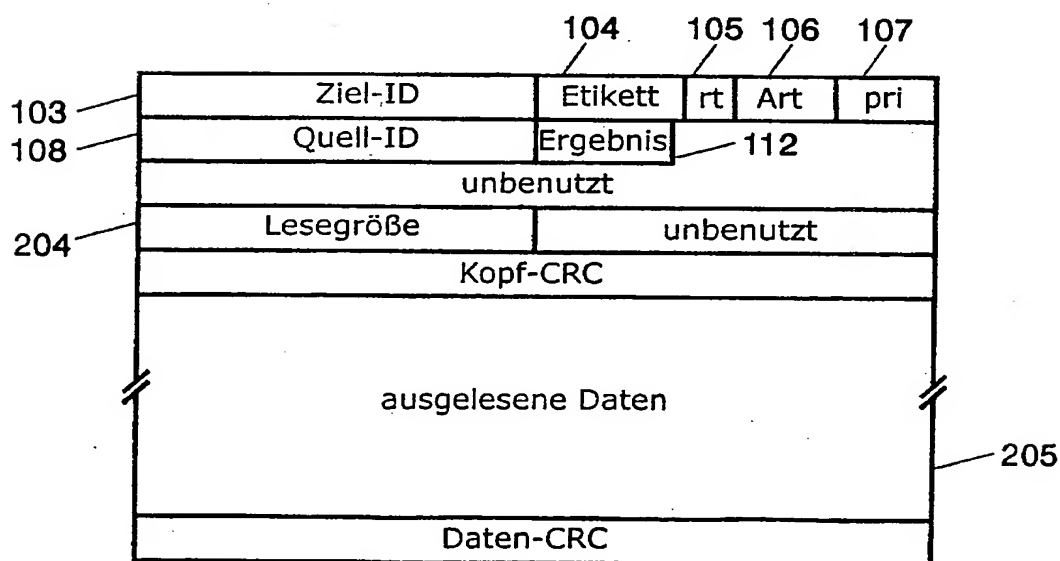 104 105 106 107
103 Ziel-ID Etikett rt Art pri
108 Quell-ID Ergebnis 112
unbenutzt
204 Lesegröße unbenutzt
Kopf-CRC
ausgelesene Daten
205
Daten-CRC